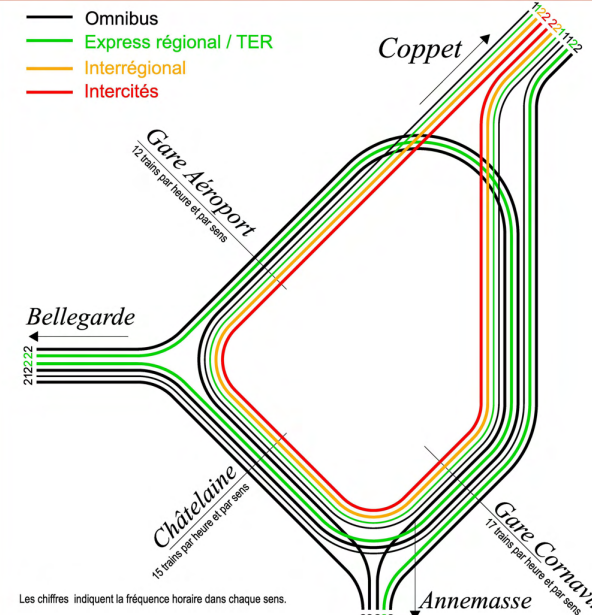 Omnibus
Express régional / TER
Interrégional
Intercités
Coppet
Gare Aéroport
12 trains par heure et par sens
Bellegarde
Châtelaine
15 trains par heure et par sens
Gare Cornavi
17 trains par heure et par sens
Annemasse
Les chiffres indiquent la fréquence horaire dans chaque sens.